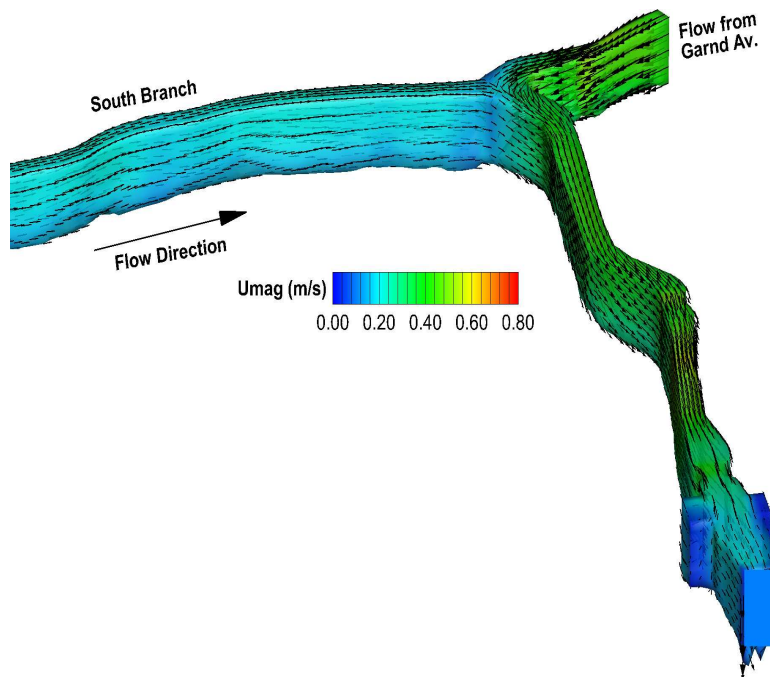 Flow from
Garnd Av.
South Branch
Flow Direction
Umag (m/s)
0.00 0.20 0.40 0.60 0.80